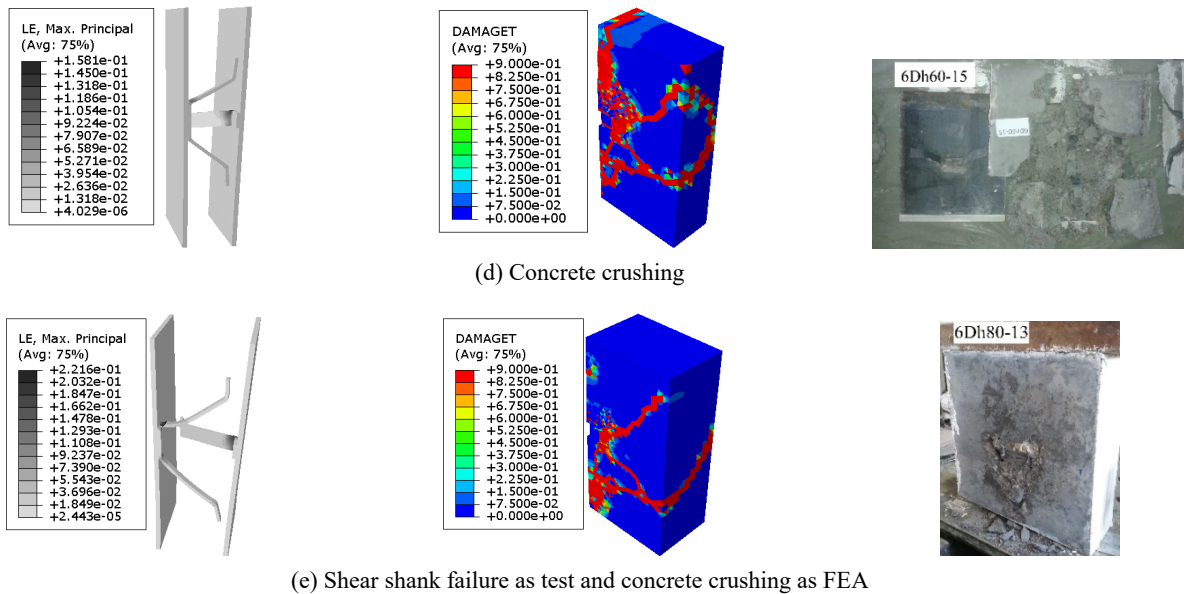 LE, Max. Principal
(Avg: 75%)
+1.581e-01
+1.450e-01
+1.318e-01
+1.186e-01
+1.054e-01
+9.224e-02
+7.907e-02
+6.589e-02
+5.271e-02
+3.954e-02
+2.636e-02
+1.318e-02
+4.029e-06
DAMAGET
(Avg: 75%)
+9.000e-01
+8.250e-01
+7.500e-01
+6.750e-01
+6.000e-01
+5.250e-01
+4.500e-01
+3.750e-01
+3.000e-01
+2.250e-01
+1.500e-01
+7.500e-02
+0.000e+00
6Dh60-15
6Dh60-15
(d) Concrete crushing
LE, Max. Principal
(Avg: 75%)
+2.216e-01
+2.032e-01
+1.847e-01
+1.662e-01
+1.478e-01
+1.293e-01
+1.108e-01
+9.237e-02
+7.390e-02
+5.543e-02
+3.696e-02
+1.849e-02
+2.443e-05
DAMAGET
(Avg: 75%)
+9.000e-01
+8.250e-01
+7.500e-01
+6.750e-01
+6.000e-01
+5.250e-01
+4.500e-01
+3.750e-01
+3.000e-01
+2.250e-01
+1.500e-01
+7.500e-02
+0.000e+00
6Dh80-13
(e) Shear shank failure as test and concrete crushing as FEA